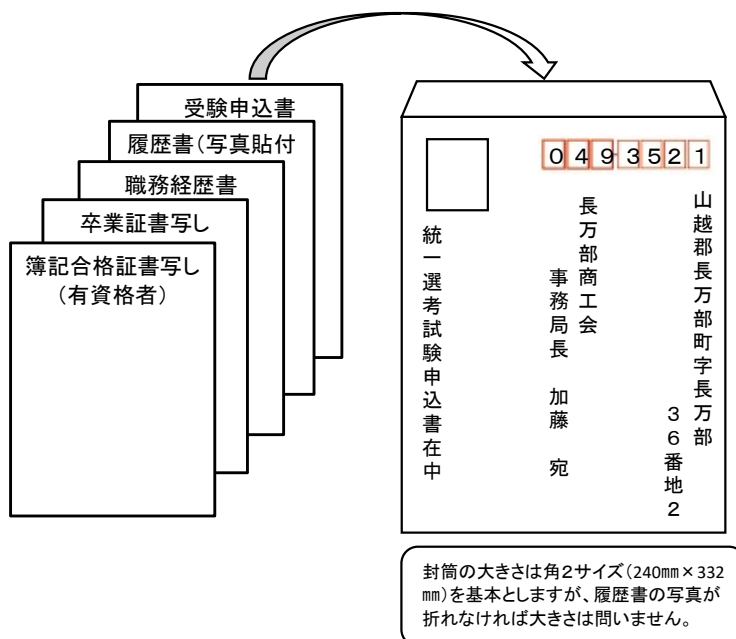 受験申込書
履歴書(写真貼付
職務経歴書
卒業証書写し
簿記合格証書写し
(有資格者)
0493521
山越郡長万部町字長万部
36番地2
長万部商工会
事務局長 加藤 宛
統一選考試験申込書在中
封筒の大きさは角2サイズ(240㎜×332
㎜)を基本としますが、履歴書の写真が
折れなければ大きさは問いません。